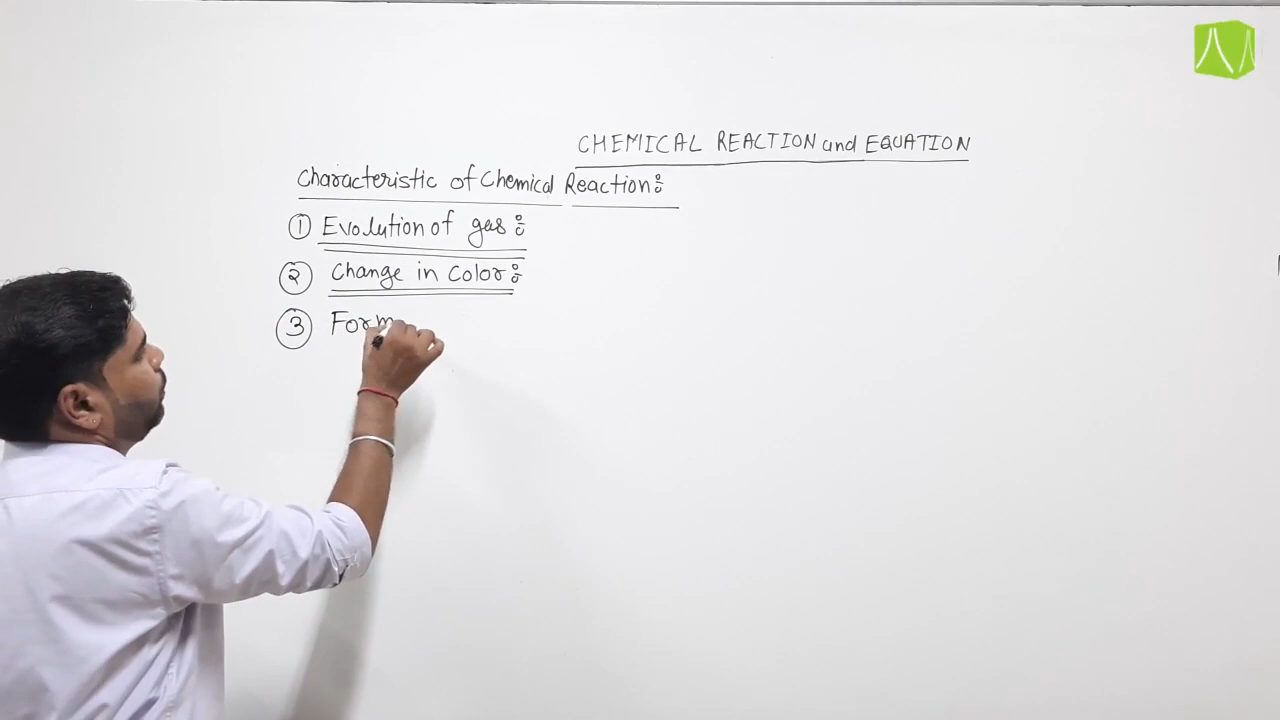 CHEMICAL REACTION and EQUATION
Characteristic of Chemical Reaction:
① Evolution of gas:
② Change in Color:
③ Form